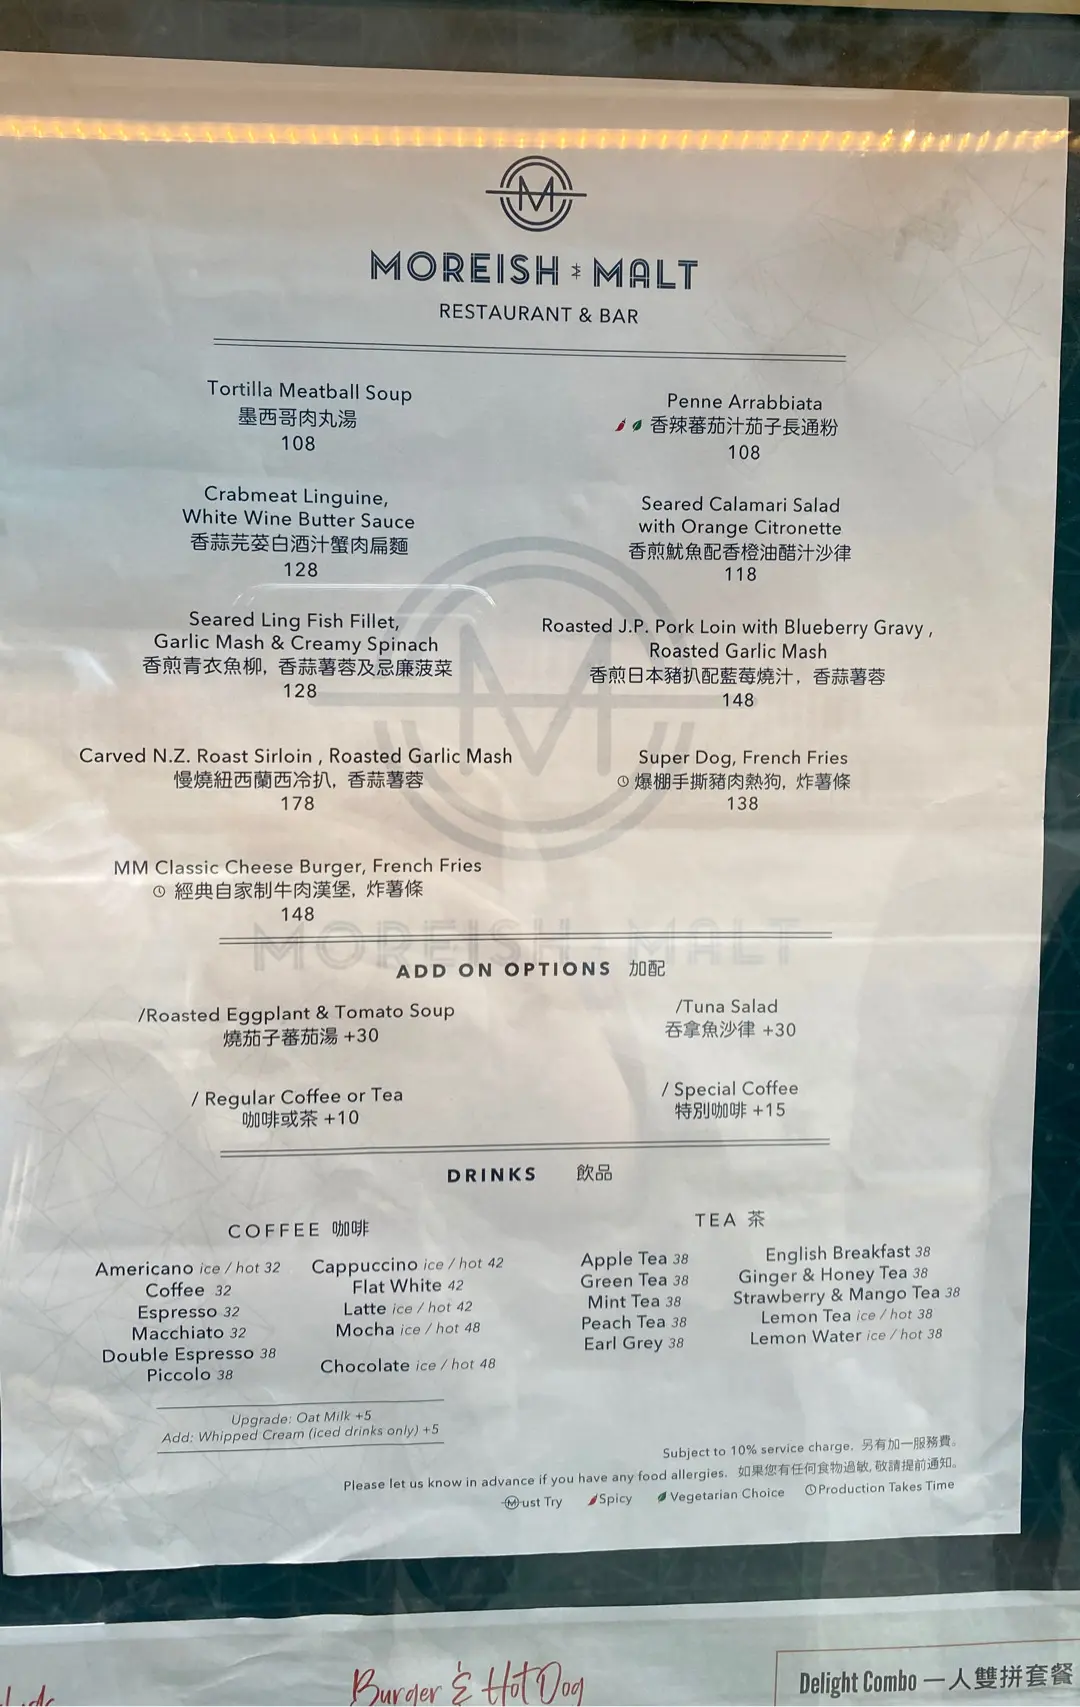 M
MOREISH & MALT
RESTAURANT & BAR
Tortilla Meatball Soup
墨西哥肉丸湯
108
Penne Arrabbiata
香辣蕃茄汁茄子長通粉
108
Crabmeat Linguine,
White Wine Butter Sauce
香蒜芫荽白酒汁蟹肉扁麵
128
Seared Calamari Salad
with Orange Citronette
香煎魷魚配香橙油醋汁沙律
118
Seared Ling Fish Fillet,
Garlic Mash & Creamy Spinach
香煎青衣魚柳, 香蒜薯蓉及忌廉菠菜
128
Roasted J.P. Pork Loin with Blueberry Gravy ,
Roasted Garlic Mash
香煎日本豬扒配藍莓燒汁, 香蒜薯蓉
148
Carved N.Z. Roast Sirloin , Roasted Garlic Mash
慢燒紐西蘭西冷扒, 香蒜薯蓉
178
Super Dog, French Fries
爆棚手撕豬肉熱狗, 炸薯條
138
MM Classic Cheese Burger, French Fries
經典自家制牛肉漢堡, 炸薯條
148
M
MOREISH MALT
ADD ON OPTIONS 加配
/Roasted Eggplant & Tomato Soup
燒茄子蕃茄湯 +30
/Tuna Salad
吞拿魚沙律 +30
/ Regular Coffee or Tea
咖啡或茶 +10
/ Special Coffee
特別咖啡 +15
DRINKS 飲品
COFFEE 咖啡
Americano ice / hot 32
Coffee 32
Espresso 32
Macchiato 32
Double Espresso 38
Piccolo 38
Cappuccino ice / hot 42
Flat White 42
Latte ice / hot 42
Mocha ice / hot 48
Chocolate ice / hot 48
Upgrade: Oat Milk +5
Add: Whipped Cream (iced drinks only) +5
TEA 茶
Apple Tea 38
Green Tea 38
Mint Tea 38
Peach Tea 38
Earl Grey 38
English Breakfast 38
Ginger & Honey Tea 38
Strawberry & Mango Tea 38
Lemon Tea ice / hot 38
Lemon Water ice / hot 38
Subject to 10% service charge. 另有加一服務費。
Please let us know in advance if you have any food allergies. 如果您有任何食物過敏, 敬請提前通知。
Must Try Spicy Vegetarian Choice Production Takes Time
Burger & Hot Dog
Delight Combo 一人雙拼套餐